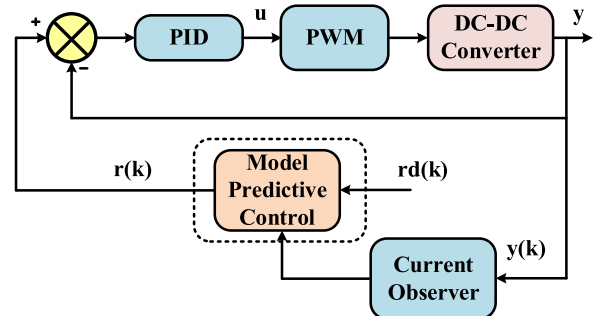 +
PID
u
PWM
DC-DC
Converter
y
-
r(k)
Model
Predictive
Control
rd(k)
y(k)
Current
Observer